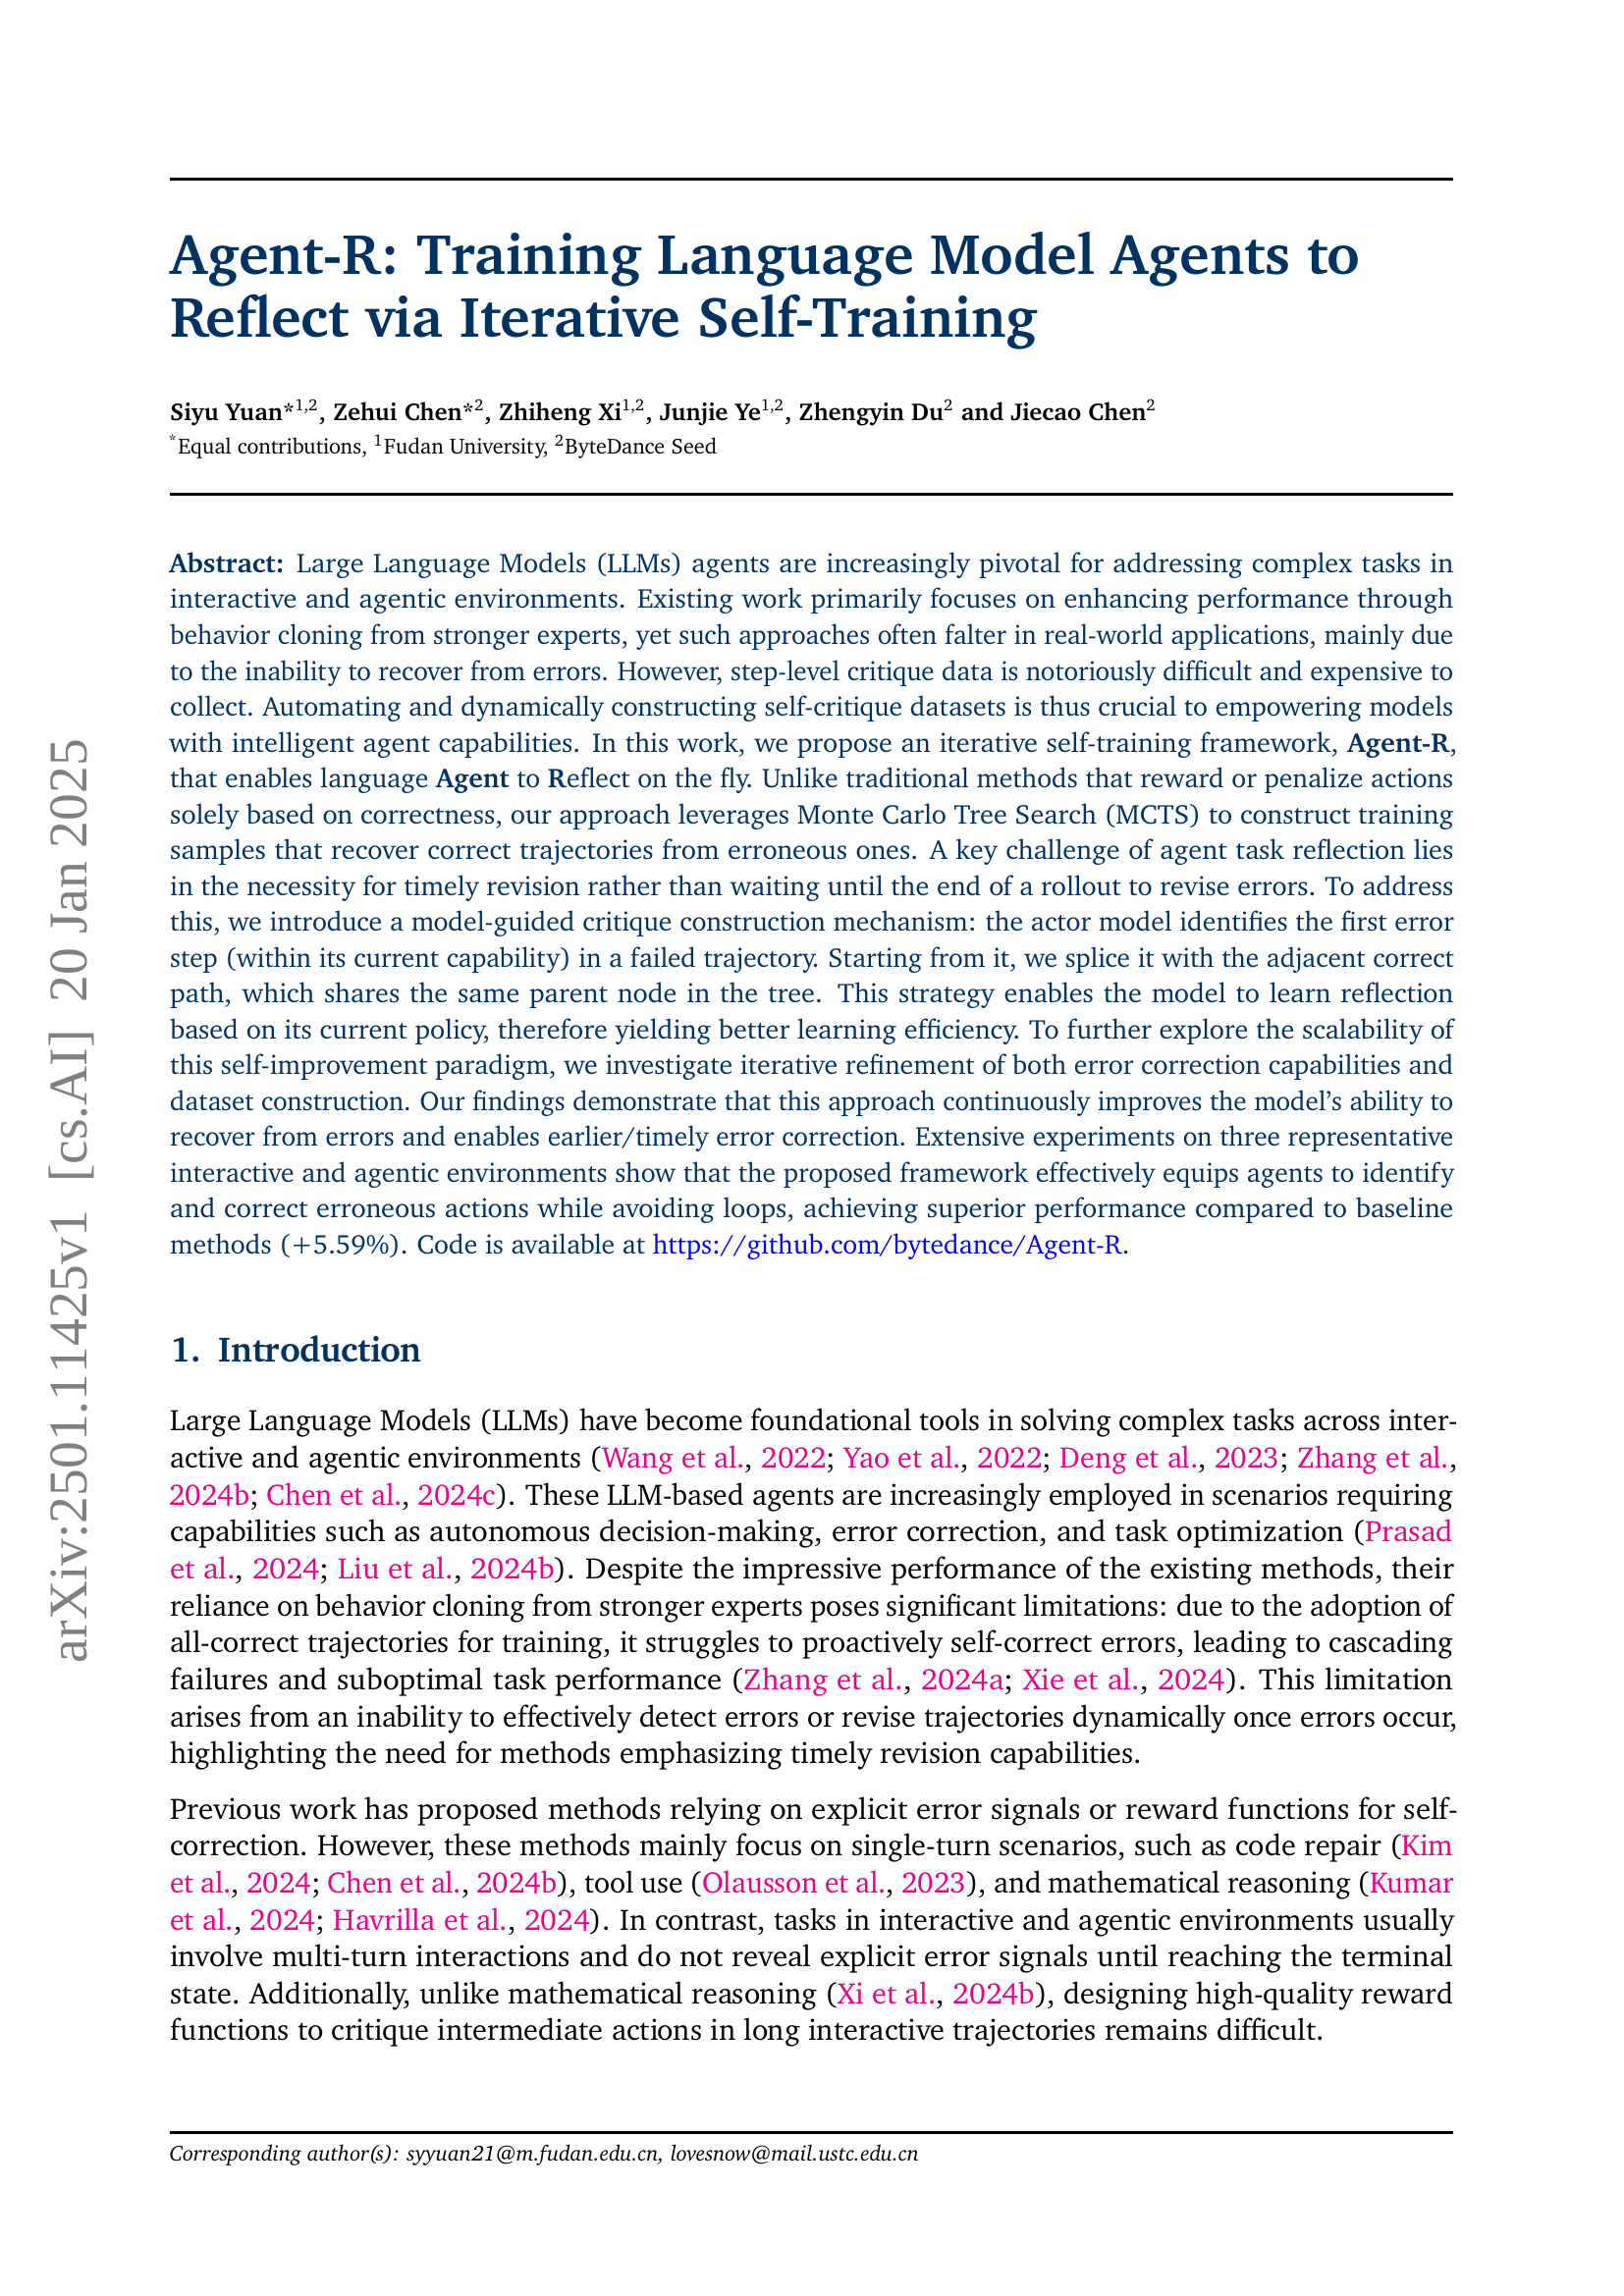 Agent-R: Training Language Model Agents to
Reflect via Iterative Self-Training
Siyu Yuan*1,2, Zehui Chen*2, Zhiheng Xi1,2, Junjie Ye1,2, Zhengyin Du2 and Jiecao Chen2
*Equal contributions, 1Fudan University, 2ByteDance Seed
Abstract: Large Language Models (LLMs) agents are increasingly pivotal for addressing complex tasks in
interactive and agentic environments. Existing work primarily focuses on enhancing performance through
behavior cloning from stronger experts, yet such approaches often falter in real-world applications, mainly due
to the inability to recover from errors. However, step-level critique data is notoriously difficult and expensive to
collect. Automating and dynamically constructing self-critique datasets is thus crucial to empowering models
with intelligent agent capabilities. In this work, we propose an iterative self-training framework, Agent-R,
that enables language Agent to Reflect on the fly. Unlike traditional methods that reward or penalize actions
solely based on correctness, our approach leverages Monte Carlo Tree Search (MCTS) to construct training
samples that recover correct trajectories from erroneous ones. A key challenge of agent task reflection lies
in the necessity for timely revision rather than waiting until the end of a rollout to revise errors. To address
this, we introduce a model-guided critique construction mechanism: the actor model identifies the first error
step (within its current capability) in a failed trajectory. Starting from it, we splice it with the adjacent correct
path, which shares the same parent node in the tree. This strategy enables the model to learn reflection
based on its current policy, therefore yielding better learning efficiency. To further explore the scalability of
this self-improvement paradigm, we investigate iterative refinement of both error correction capabilities and
dataset construction. Our findings demonstrate that this approach continuously improves the model's ability to
recover from errors and enables earlier/timely error correction. Extensive experiments on three representative
interactive and agentic environments show that the proposed framework effectively equips agents to identify
and correct erroneous actions while avoiding loops, achieving superior performance compared to baseline
methods (+5.59%). Code is available at https://github.com/bytedance/Agent-R.
1. Introduction
Large Language Models (LLMs) have become foundational tools in solving complex tasks across inter-
active and agentic environments (Wang et al., 2022; Yao et al., 2022; Deng et al., 2023; Zhang et al.,
2024b; Chen et al., 2024c). These LLM-based agents are increasingly employed in scenarios requiring
capabilities such as autonomous decision-making, error correction, and task optimization (Prasad
et al., 2024; Liu et al., 2024b). Despite the impressive performance of the existing methods, their
reliance on behavior cloning from stronger experts poses significant limitations: due to the adoption of
all-correct trajectories for training, it struggles to proactively self-correct errors, leading to cascading
failures and suboptimal task performance (Zhang et al., 2024a; Xie et al., 2024). This limitation
arises from an inability to effectively detect errors or revise trajectories dynamically once errors occur,
highlighting the need for methods emphasizing timely revision capabilities.
Previous work has proposed methods relying on explicit error signals or reward functions for self-
correction. However, these methods mainly focus on single-turn scenarios, such as code repair (Kim
et al., 2024; Chen et al., 2024b), tool use (Olausson et al., 2023), and mathematical reasoning (Kumar
et al., 2024; Havrilla et al., 2024). In contrast, tasks in interactive and agentic environments usually
involve multi-turn interactions and do not reveal explicit error signals until reaching the terminal
state. Additionally, unlike mathematical reasoning (Xi et al., 2024b), designing high-quality reward
functions to critique intermediate actions in long interactive trajectories remains difficult.
Corresponding author(s): syyuan21@m.fudan.edu.cn, lovesnow@mail.ustc.edu.cn
arXiv:2501.11425v1 [cs.AI] 20 Jan 2025